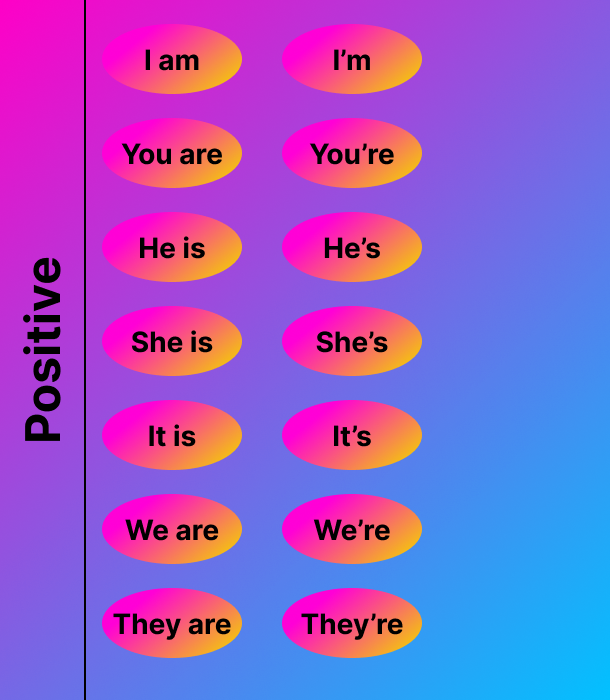 Positive
I am I’m
You are You’re
He is He’s
She is She’s
It is It’s
We are We’re
They are They’re